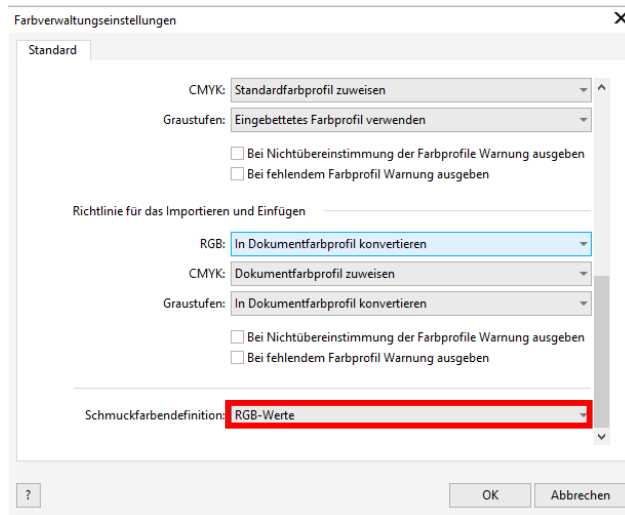 Farbverwaltungseinstellungen
Standard
CMYK: Standardfarbprofil zuweisen
Graustufen: Eingebettetes Farbprofil verwenden
Bei Nichtübereinstimmung der Farbprofile Warnung ausgeben
Bei fehlendem Farbprofil Warnung ausgeben
Richtlinie für das Importieren und Einfügen
RGB: In Dokumentfarbprofil konvertieren
CMYK: Dokumentfarbprofil zuweisen
Graustufen: In Dokumentfarbprofil konvertieren
Bei Nichtübereinstimmung der Farbprofile Warnung ausgeben
Bei fehlendem Farbprofil Warnung ausgeben
Schmuckfarbendefinition: RGB-Werte
? OK Abbrechen